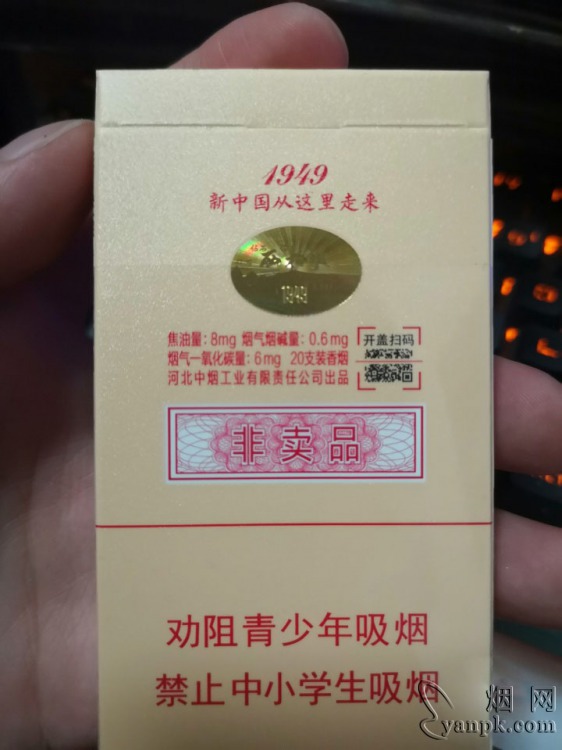 1949
新中国从这里走来
1949
焦油量:8mg 烟气烟碱量:0.6mg
烟气一氧化碳量:6mg 20支装香烟
河北中烟工业有限责任公司出品
开盖扫码
非卖品
劝阻青少年吸烟
禁止中小学生吸烟
烟网
yanpk.com